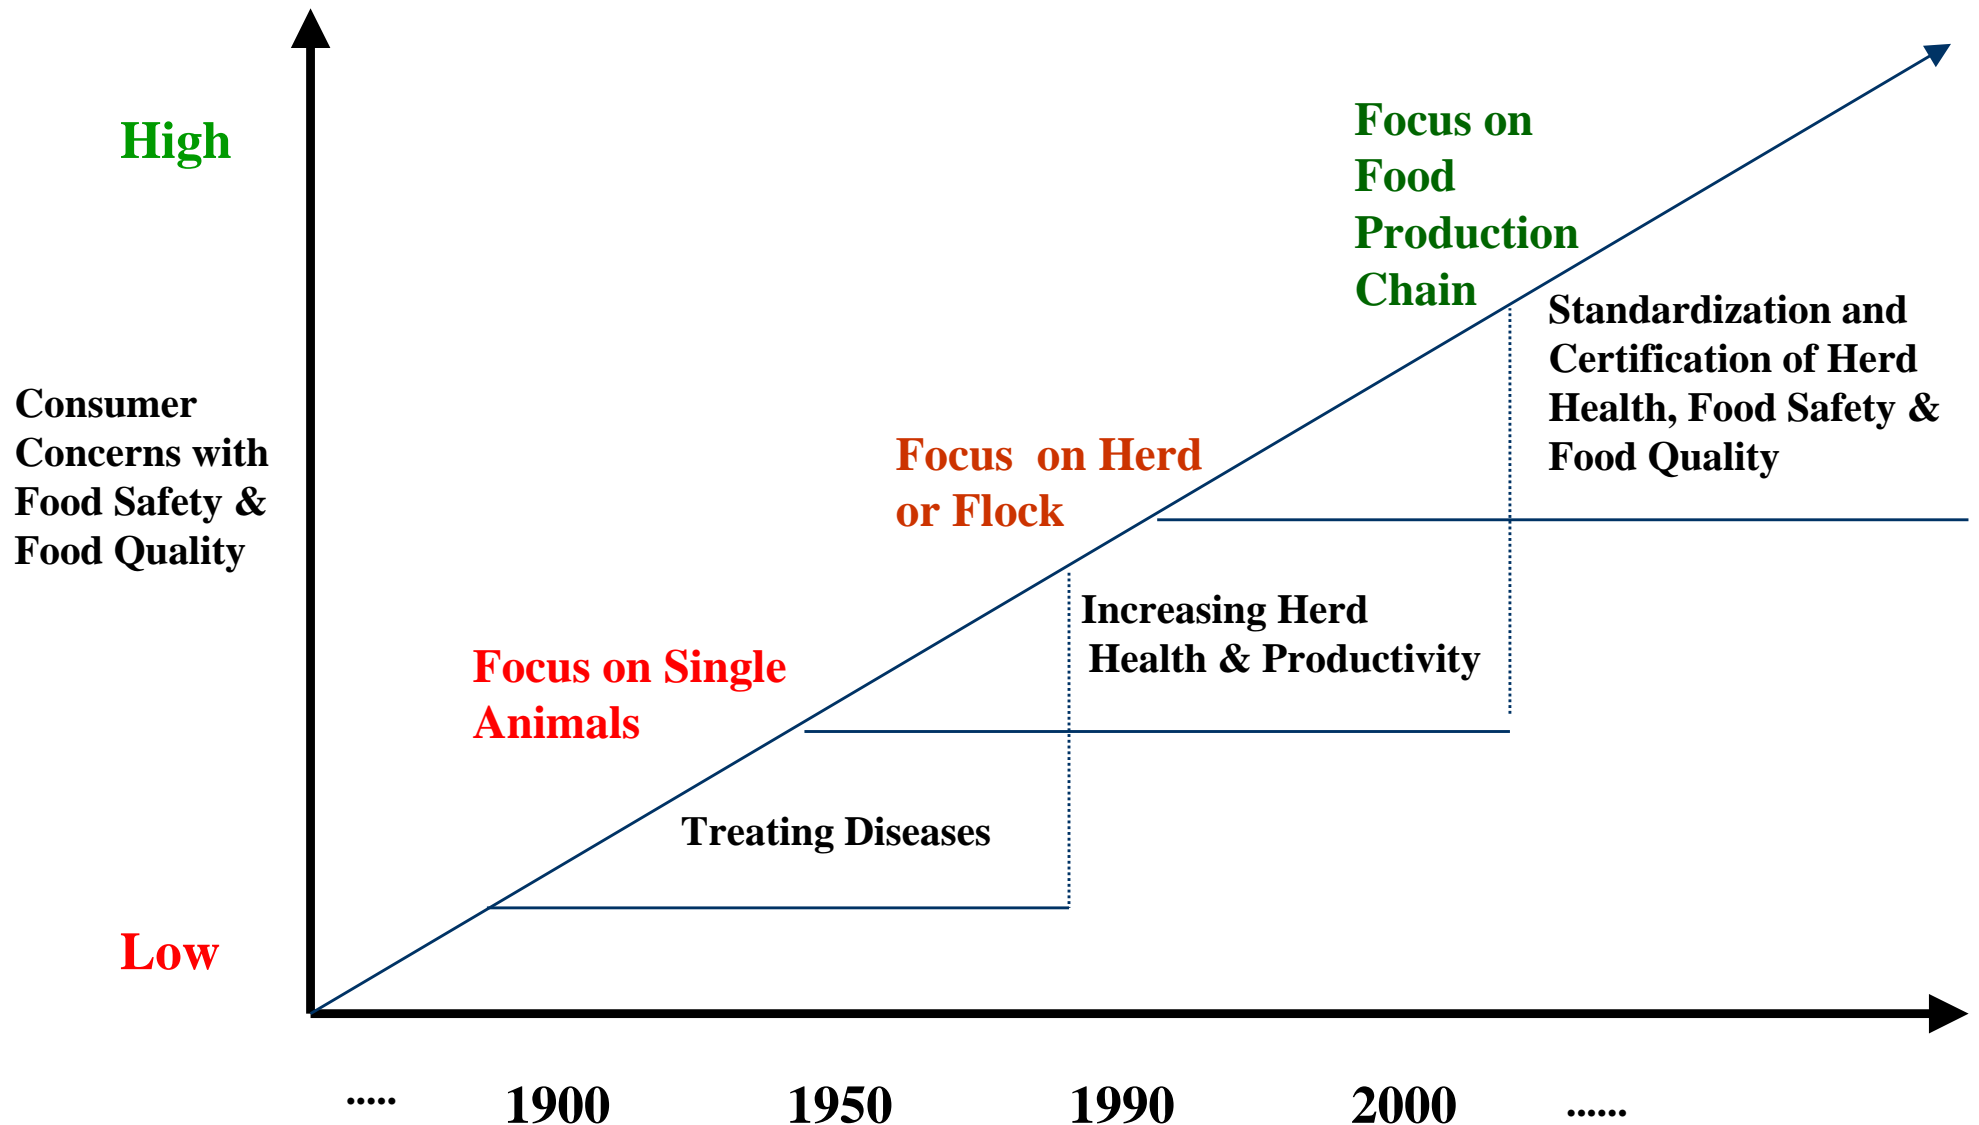 High
Focus on
Food
Production
Chain
Standardization and
Certification of Herd
Health, Food Safety &
Food Quality
Consumer
Concerns with
Food Safety &
Food Quality
Focus on Herd
or Flock
Increasing Herd
Health & Productivity
Focus on Single
Animals
Treating Diseases
Low
..... 1900 1950 1990 2000 ......